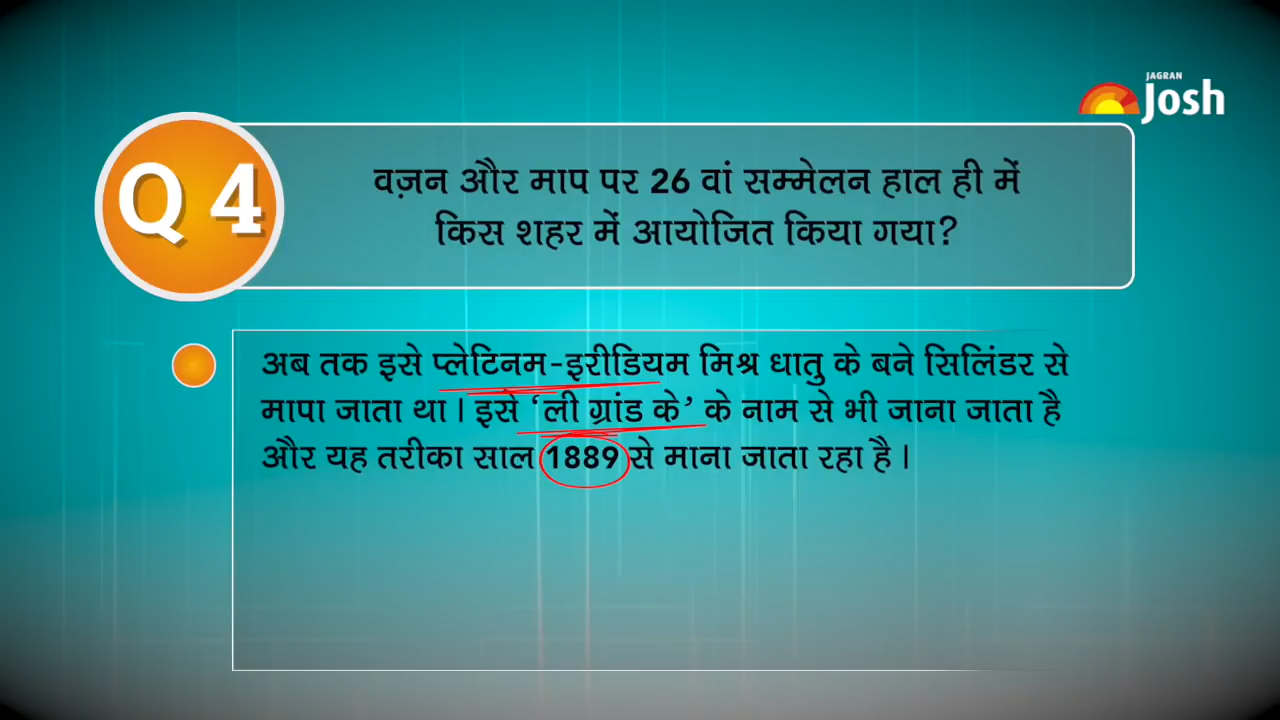 JAGRAN
Josh
Q 4
वज़न और माप पर 26 वां सम्मेलन हाल ही में
किस शहर में आयोजित किया गया?
अब तक इसे प्लेटिनम-इरीडियम मिश्र धातु के बने सिलिंडर से
मापा जाता था। इसे ‘ली ग्रांड के’ के नाम से भी जाना जाता है
और यह तरीका साल 1889 से माना जाता रहा है।